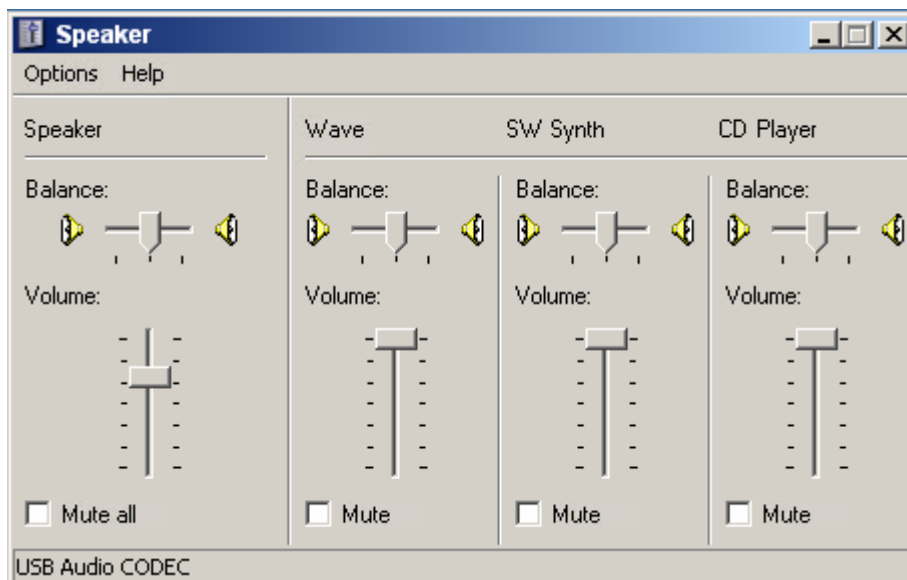 Speaker
Options Help
Speaker Wave SW Synth CD Player
Balance: Balance: Balance: Balance:
Volume: Volume: Volume: Volume:
Mute all Mute Mute Mute
USB Audio CODEC